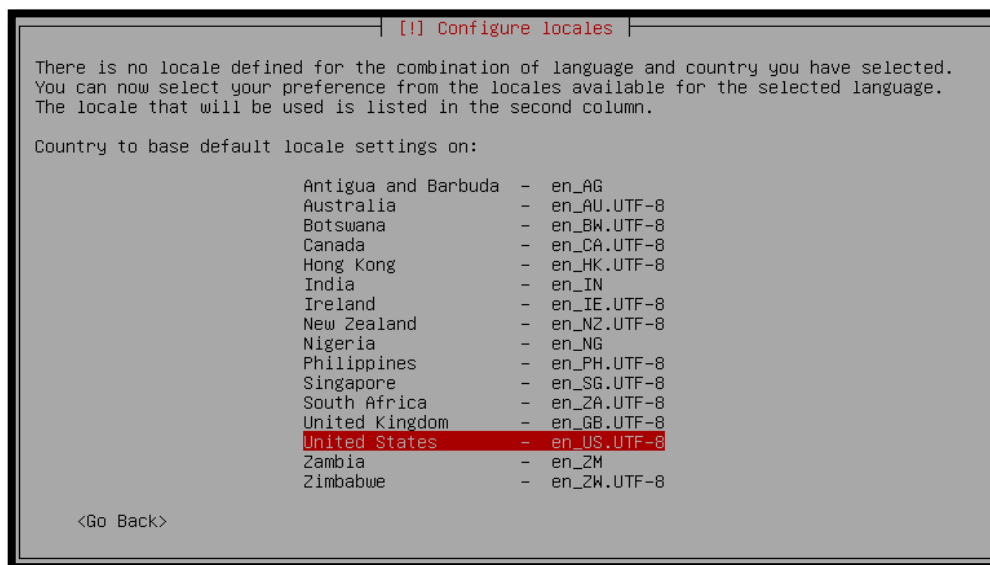 [!] Configure locales
There is no locale defined for the combination of language and country you have selected.
You can now select your preference from the locales available for the selected language.
The locale that will be used is listed in the second column.
Country to base default locale settings on:
Antigua and Barbuda - en_AG
Australia - en_AU.UTF-8
Botswana - en_BW.UTF-8
Canada - en_CA.UTF-8
Hong Kong - en_HK.UTF-8
India - en_IN
Ireland - en_IE.UTF-8
New Zealand - en_NZ.UTF-8
Nigeria - en_NG
Philippines - en_PH.UTF-8
Singapore - en_SG.UTF-8
South Africa - en_ZA.UTF-8
United Kingdom - en_GB.UTF-8
United States - en_US.UTF-8
Zambia - en_ZM
Zimbabwe - en_ZW.UTF-8
<Go Back>